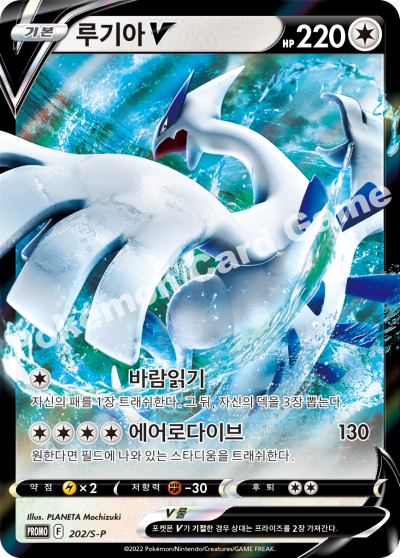 기본 루기아 V HP 220
Pokémon Card Game
바람읽기
자신의 패를 1장 트래쉬한다. 그 뒤, 자신의 덱을 3장 뽑는다.
에어로다이브 130
원한다면 필드에 나와 있는 스타디움을 트래쉬한다.
약점 ×2 저항력 -30 후퇴
Illus. PLANETA Mochizuki
PROMO F 202/S-P
V룰
포켓몬 V가 기절한 경우 상대는 프라이즈를 2장 가져간다.
©2022 Pokémon/Nintendo/Creatures/GAME FREAK.